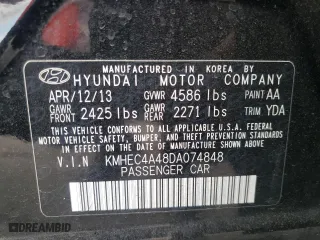 MANUFACTURED IN KOREA BY
HYUNDAI MOTOR COMPANY
APR/12/13 GVWR 4586 lbs PAINT AA
GAWR FRONT 2425 lbs GAWR REAR 2271 lbs TRIM YDA
THIS VEHICLE CONFORMS TO ALL APPLICABLE FEDERAL
MOTOR VEHICLE SAFETY, BUMPER, AND THEFT PREVENTION
STANDARDS IN EFFECT ON THE DATE OF MANUFACTURE
SHOWN ABOVE.
V.I.N KMHEC4A48DA074848
PASSENGER CAR